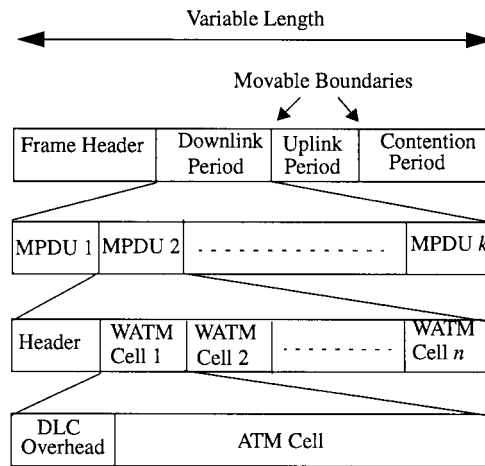 Variable Length
Movable Boundaries
Frame Header
Downlink
Period
Uplink
Period
Contention
Period
MPDU 1
MPDU 2
. . . . . . . . . . . . . . .
MPDU k
Header
WATM
Cell 1
WATM
Cell 2
. . . . . . . .
WATM
Cell n
DLC
Overhead
ATM Cell